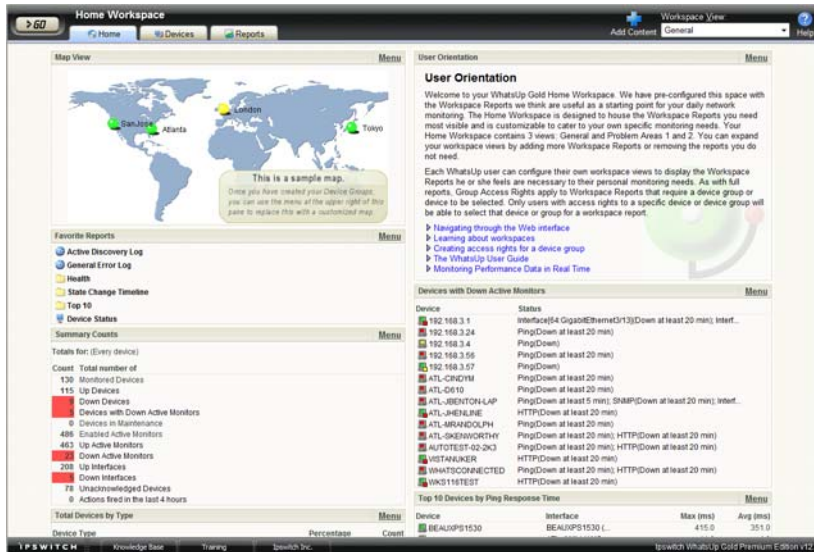 GO
Home Workspace
Home
Devices
Reports
Add Content
Workspace View:
General
Help
Map View
Menu
San Jose
Atlanta
London
Tokyo
This is a sample map.
Once you have created your Device Groups,
you can use the menu at the upper right of this
pane to replace this with a customized map.
Favorite Reports
Menu
Active Discovery Log
General Error Log
Health
State Change Timeline
Top 10
Device Status
Summary Counts
Menu
Totals for: (Every device)
Count Total number of
130 Monitored Devices
115 Up Devices
Down Devices
Devices with Down Active Monitors
0 Devices in Maintenance
486 Enabled Active Monitors
463 Up Active Monitors
23 Down Active Monitors
208 Up Interfaces
Down Interfaces
78 Unacknowledged Devices
0 Actions fired in the last 4 hours
Total Devices by Type
Menu
Device Type Percentage Count
User Orientation
Menu
User Orientation
Welcome to your WhatsUp Gold Home Workspace. We have pre-configured this space with
the Workspace Reports we think are useful as a starting point for your daily network
monitoring. The Home Workspace is designed to house the Workspace Reports you need
most visible and is customizable to cater to your own specific monitoring needs. Your
Home Workspace contains 3 views: General and Problem Areas 1 and 2. You can expand
your workspace views by adding more Workspace Reports or removing the reports you do
not need.
Each WhatsUp user can configure their own workspace views to display the Workspace
Reports he or she feels are necessary to their personal monitoring needs. As with full
reports, Group Access Rights apply to Workspace Reports that require a device group or
device to be selected. Only users with access to a specific device or device group will
be able to select that device or group for a workspace report.
Navigating through the Web interface
Learning about workspaces
Creating access rights for a device group
The WhatsUp User Guide
Monitoring Performance Data in Real Time
Devices with Down Active Monitors
Menu
Device Status
192.168.3.1 Interface(64:GigabitEthernet3/13)(Down at least 20 min); Interf...
192.168.3.24 Ping(Down at least 20 min)
192.168.3.4 Ping(Down)
192.168.3.56 Ping(Down at least 20 min)
192.168.3.57 Ping(Down)
ATL-CINDYM Ping(Down at least 20 min)
ATL-D610 Ping(Down at least 20 min)
ATL-JBENTON-LAP Ping(Down at least 5 min); SNMP(Down at least 20 min); Interf...
ATL-JHENLINE HTTP(Down at least 20 min)
ATL-MRANDOLPH Ping(Down at least 20 min)
ATL-SKENWORTHY Ping(Down at least 20 min); HTTP(Down at least 20 min)
AUTOTEST-02-2K3 Ping(Down at least 20 min); HTTP(Down at least 20 min)
VISTANUKER HTTP(Down at least 20 min)
WHATSCONNECTED Ping(Down at least 20 min); HTTP(Down at least 20 min)
WKS116TEST HTTP(Down at least 20 min)
Top 10 Devices by Ping Response Time
Menu
Device Interface Max (ms) Avg (ms)
BEAUXPS1530 BEAUXPS1530 (... 415.0 351.0
IPSWITCH
Knowledge Base
Training
Ipswitch Inc.
Ipswitch WhatsUp Gold Premium Edition v12